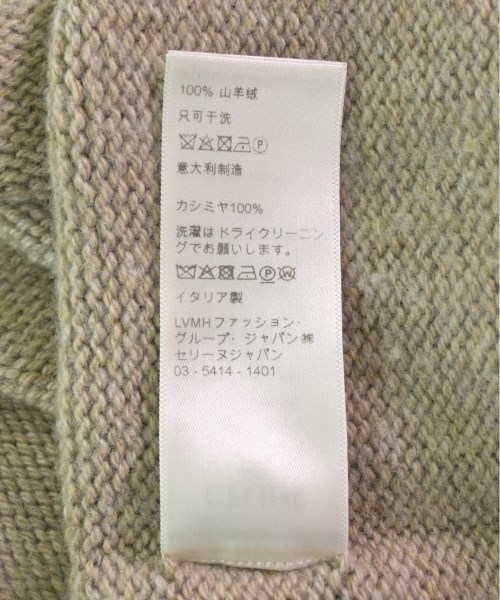 100% 山羊绒
只可干洗
意大利制造
カシミヤ100%
洗濯はドライクリーニン
グでお願いします。
イタリア製
LVMHファッション・
グループ・ジャパン㈱
セリーヌジャパン
03 - 5414 - 1401